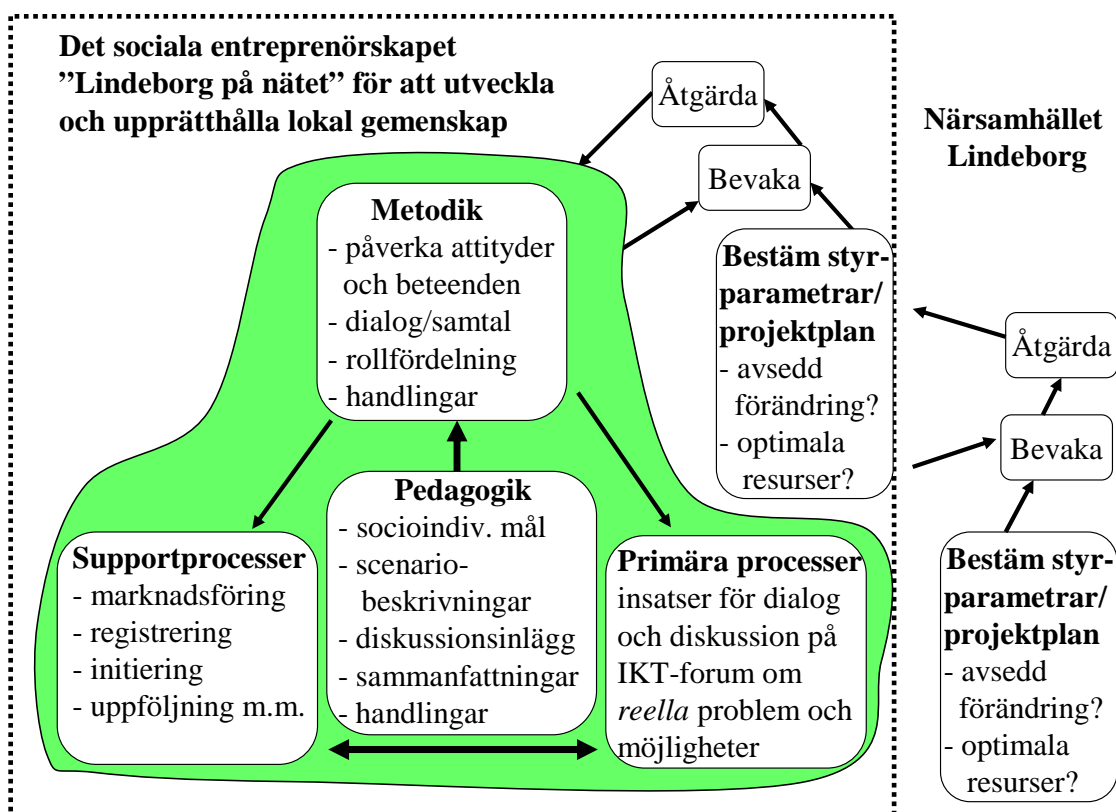 Det sociala entreprenörskapet
”Lindeborg på nätet” för att utveckla
och upprätthålla lokal gemenskap
Åtgärda
Bevaka
Närsamhället
Lindeborg
Metodik
- påverka attityder
och beteenden
- dialog/samtal
- rollfördelning
- handlingar
Bestäm styr-
parametrar/
projektplan
- avsedd
förändring?
- optimala
resurser?
Åtgärda
Bevaka
Pedagogik
- socioindiv. mål
- scenario-
beskrivningar
- diskussionsinlägg
- sammanfattningar
- handlingar
Supportprocesser
- marknadsföring
- registrering
- initiering
- uppföljning m.m.
Primära processer
insatser för dialog
och diskussion på
IKT-forum om
reella problem och
möjligheter
Bestäm styr-
parametrar/
projektplan
- avsedd
förändring?
- optimala
resurser?